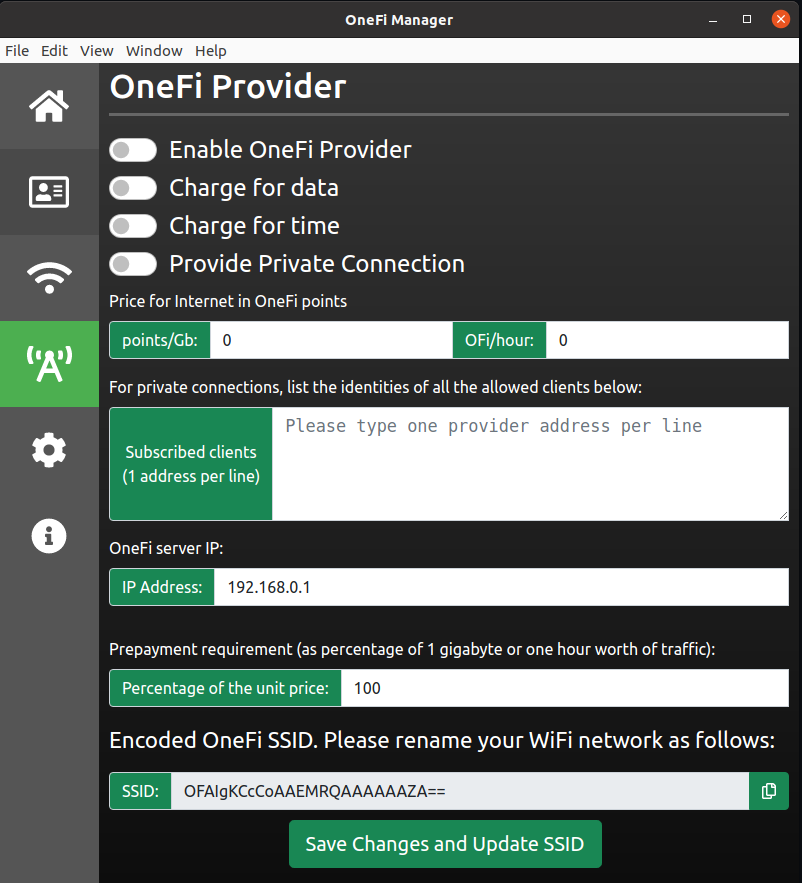 OneFi Manager
File Edit View Window Help
OneFi Provider
Enable OneFi Provider
Charge for data
Charge for time
Provide Private Connection
Price for Internet in OneFi points
points/Gb: 0 OFi/hour: 0
For private connections, list the identities of all the allowed clients below:
Subscribed clients
(1 address per line)
Please type one provider address per line
OneFi server IP:
IP Address: 192.168.0.1
Prepayment requirement (as percentage of 1 gigabyte or one hour worth of traffic):
Percentage of the unit price: 100
Encoded OneFi SSID. Please rename your WiFi network as follows:
SSID: OFAIgKCcCoAAEMRQAAAAAAZA==
Save Changes and Update SSID